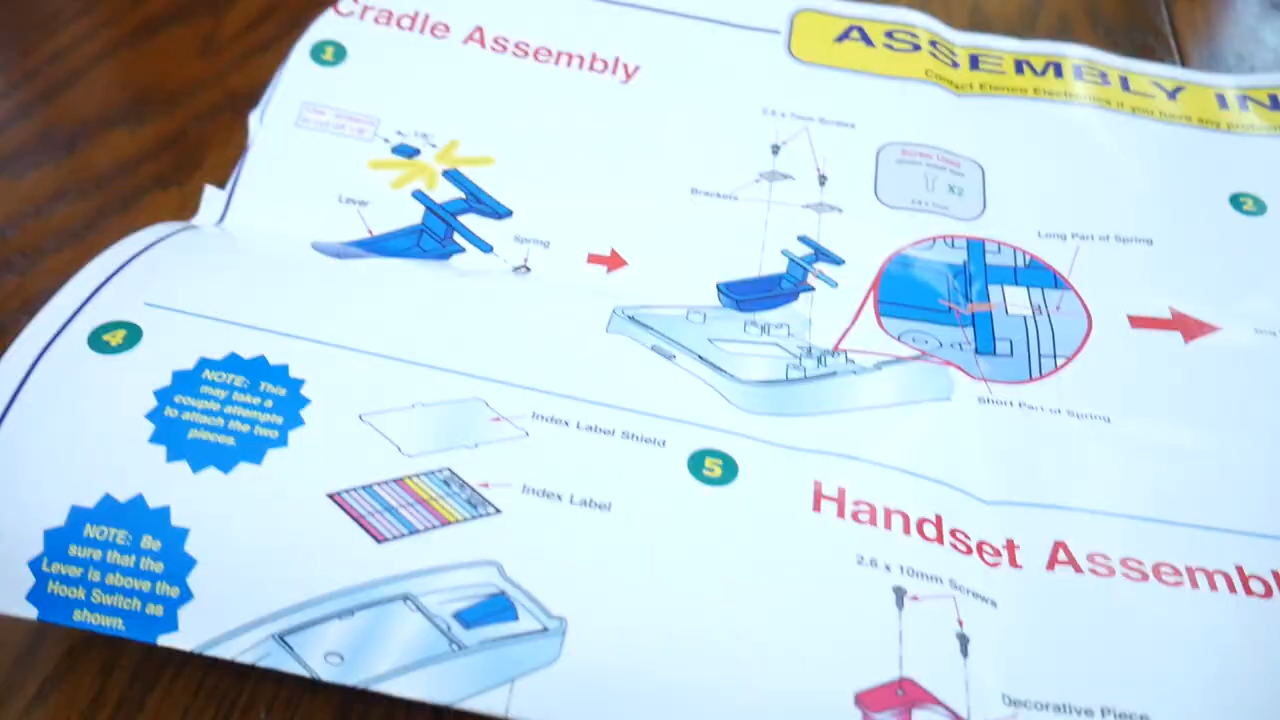 Cradle Assembly
ASSEMBLY IN
Contact Elenco Electronics if you have any
1
2.6 x 7mm Screws
Screw Used
X2
2
Lever
Spring
Brackets
Long Part of Spring
Short Part of Spring
4
NOTE: This
may take a
couple attempts
to attach the two
pieces.
Index Label Shield
Index Label
NOTE: Be
sure that the
Lever is above the
Hook Switch as
shown.
5
Handset Assembl
2.6 x 10mm Screws
Decorative Piece